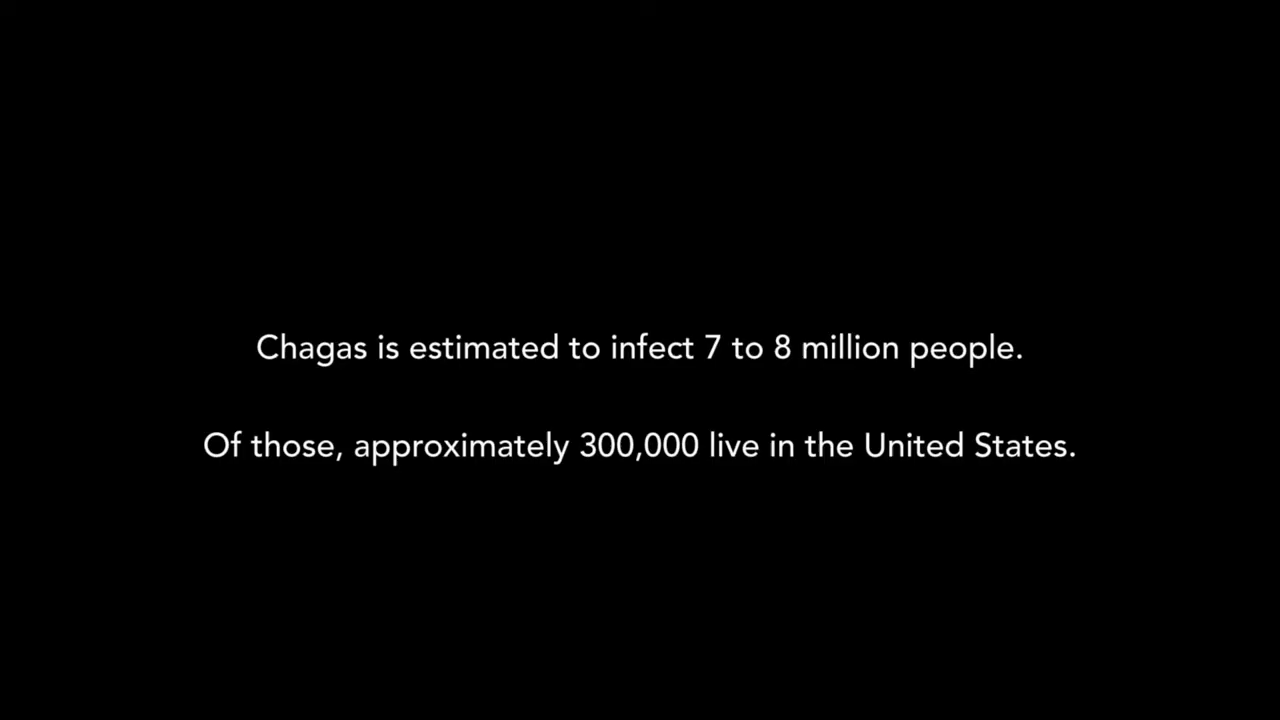 Chagas is estimated to infect 7 to 8 million people.
Of those, approximately 300,000 live in the United States.